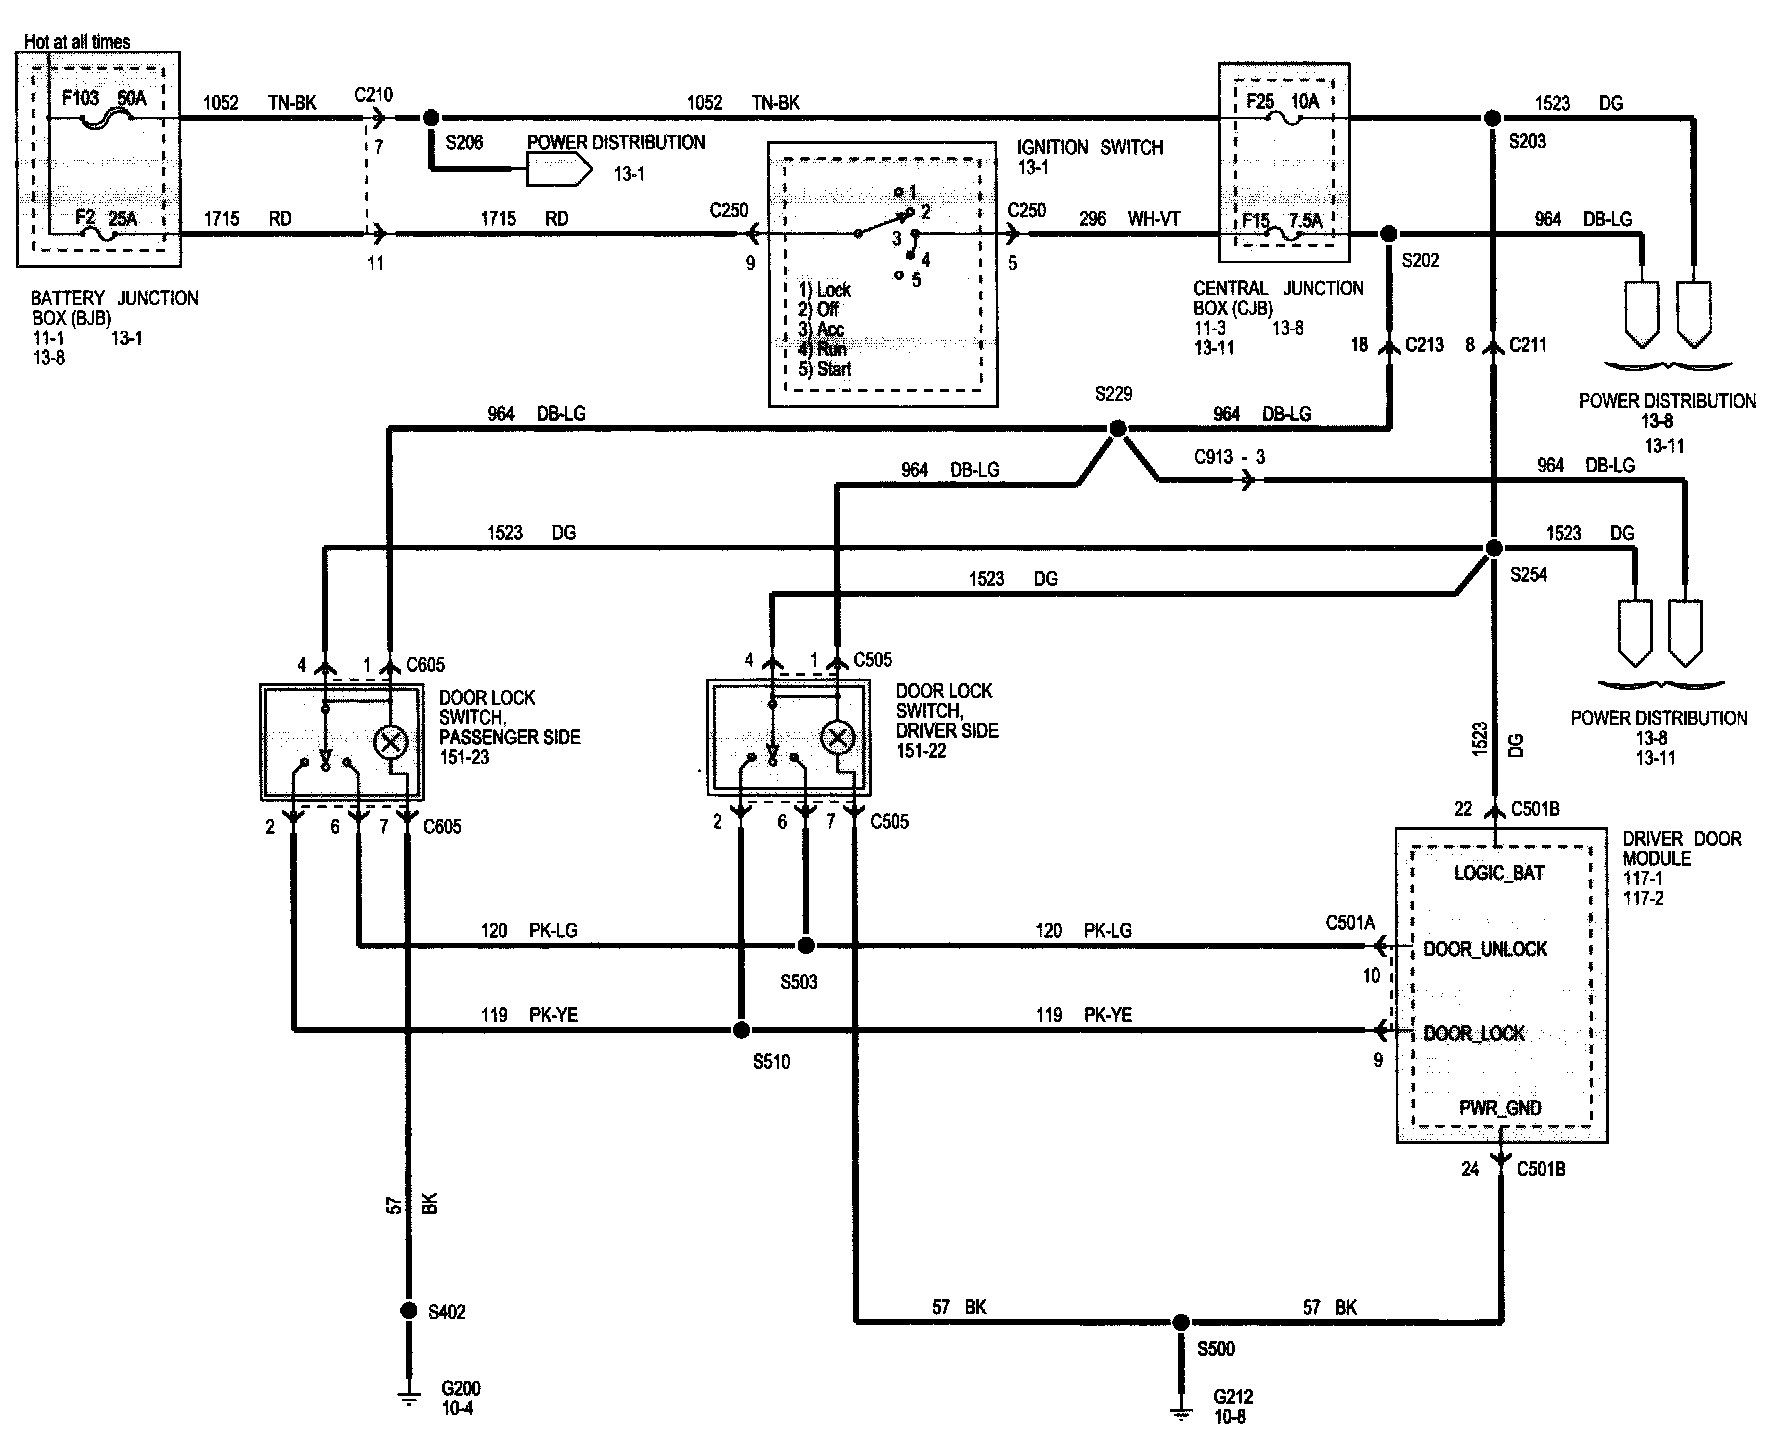 Hot at all times
F103 50A
1052 TN-BK
C210
7
S206
1052 TN-BK
POWER DISTRIBUTION
13-1
IGNITION SWITCH
13-1
F25 10A
1523 DG
S203
F2 25A
1715 RD
11
1715 RD
C250
9
1
2
3
4
5
1) Lock
2) Off
3) Acc
4) Run
5) Start
C250
5
296 WH-VT
F15 7.5A
S202
964 DB-LG
BATTERY JUNCTION
BOX (BJB)
11-1 13-1
13-8
CENTRAL JUNCTION
BOX (CJB)
11-3 13-8
13-11
18 C213
8 C211
POWER DISTRIBUTION
13-8
13-11
964 DB-LG
S229
964 DB-LG
964 DB-LG
C913 - 3
964 DB-LG
1523 DG
1523 DG
1523 DG
S254
POWER DISTRIBUTION
13-8
13-11
4 1 C605
DOOR LOCK
SWITCH,
PASSENGER SIDE
151-23
2 6 7 C605
4 1 C505
DOOR LOCK
SWITCH,
DRIVER SIDE
151-22
2 6 7 C505
1523 DG
22 C501B
DRIVER DOOR
MODULE
117-1
117-2
LOGIC_BAT
120 PK-LG
S503
120 PK-LG
C501A
10
DOOR_UNLOCK
119 PK-YE
S510
119 PK-YE
9
DOOR_LOCK
PWR_GND
24 C501B
57 BK
S402
G200
10-4
57 BK
57 BK
S500
G212
10-8